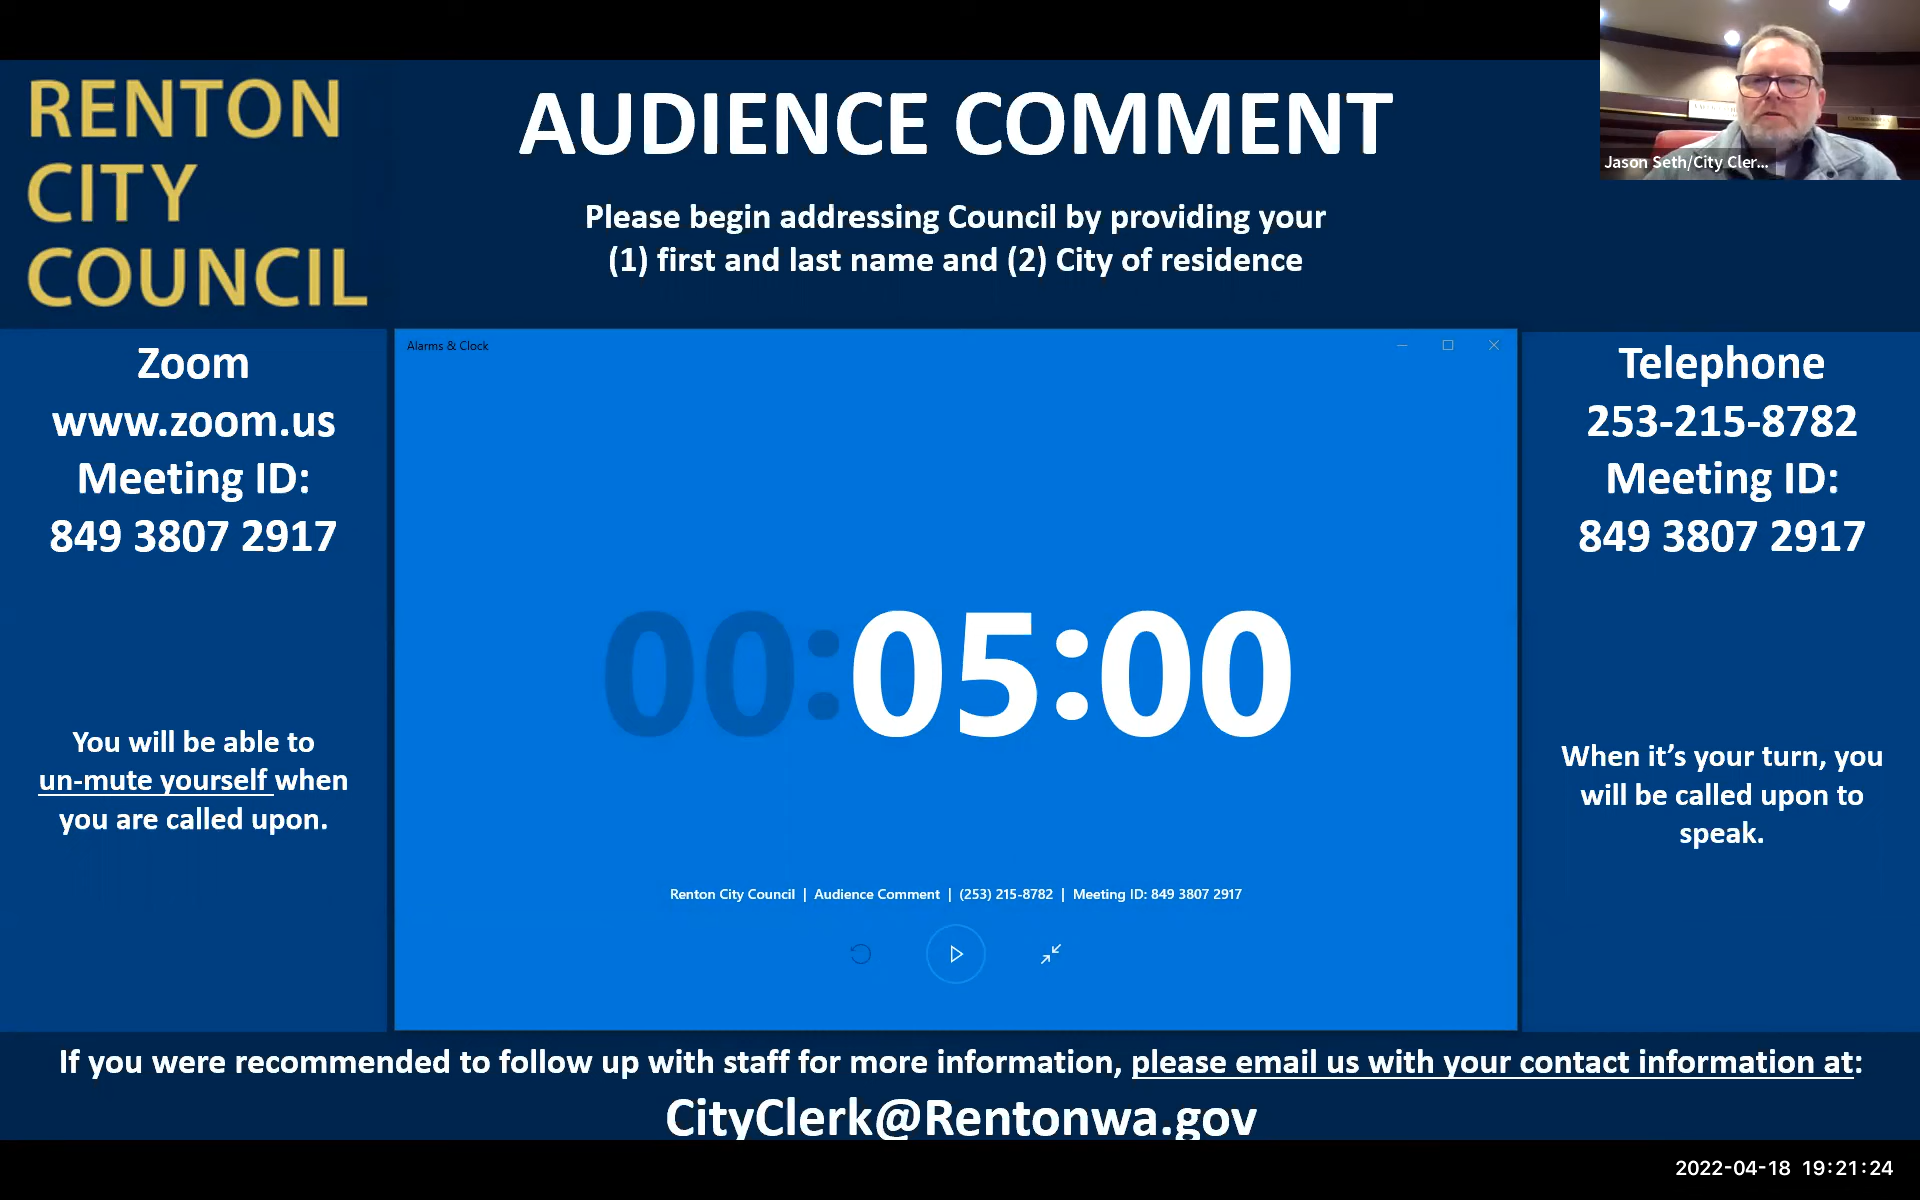 RENTON
CITY
COUNCIL
AUDIENCE COMMENT
Please begin addressing Council by providing your
(1) first and last name and (2) City of residence
Jason Seth/City Cler...
Zoom
www.zoom.us
Meeting ID:
849 3807 2917
You will be able to
un-mute yourself when
you are called upon.
Alarms & Clock
00:05:00
Renton City Council | Audience Comment | (253) 215-8782 | Meeting ID: 849 3807 2917
Telephone
253-215-8782
Meeting ID:
849 3807 2917
When it’s your turn, you
will be called upon to
speak.
If you were recommended to follow up with staff for more information, please email us with your contact information at:
CityClerk@Rentonwa.gov
2022-04-18 19:21:24